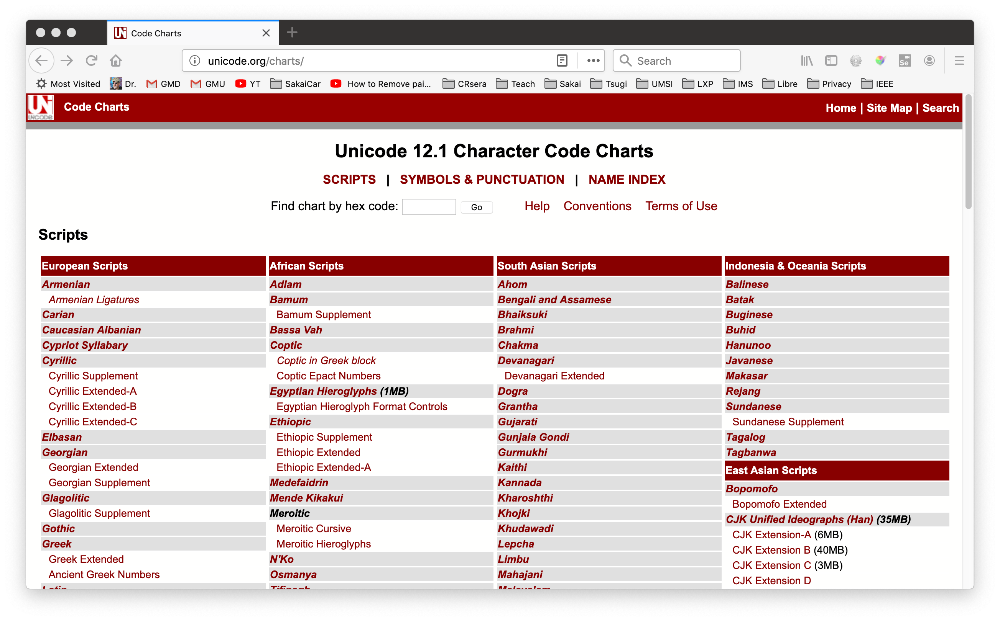 Code Charts
unicode.org/charts/
Search
Most Visited
Dr.
GMD
GMU
YT
SakaiCar
How to Remove pai...
CRsera
Teach
Sakai
Tsugi
UMSI
LXP
IMS
Libre
Privacy
IEEE
UNICODE
Code Charts
Home | Site Map | Search
Unicode 12.1 Character Code Charts
SCRIPTS | SYMBOLS & PUNCTUATION | NAME INDEX
Find chart by hex code: Go Help Conventions Terms of Use
Scripts
European Scripts
Armenian
Armenian Ligatures
Carian
Caucasian Albanian
Cypriot Syllabary
Cyrillic
Cyrillic Supplement
Cyrillic Extended-A
Cyrillic Extended-B
Cyrillic Extended-C
Elbasan
Georgian
Georgian Extended
Georgian Supplement
Glagolitic
Glagolitic Supplement
Gothic
Greek
Greek Extended
Ancient Greek Numbers
Latin
African Scripts
Adlam
Bamum
Bamum Supplement
Bassa Vah
Coptic
Coptic in Greek block
Coptic Epact Numbers
Egyptian Hieroglyphs (1MB)
Egyptian Hieroglyph Format Controls
Ethiopic
Ethiopic Supplement
Ethiopic Extended
Ethiopic Extended-A
Medefaidrin
Mende Kikakui
Meroitic
Meroitic Cursive
Meroitic Hieroglyphs
N'Ko
Osmanya
Tifinagh
South Asian Scripts
Ahom
Bengali and Assamese
Bhaiksuki
Brahmi
Chakma
Devanagari
Devanagari Extended
Dogra
Grantha
Gujarati
Gunjala Gondi
Gurmukhi
Kaithi
Kannada
Kharoshthi
Khojki
Khudawadi
Lepcha
Limbu
Mahajani
Malayalam
Indonesia & Oceania Scripts
Balinese
Batak
Buginese
Buhid
Hanunoo
Javanese
Makasar
Rejang
Sundanese
Sundanese Supplement
Tagalog
Tagbanwa
East Asian Scripts
Bopomofo
Bopomofo Extended
CJK Unified Ideographs (Han) (35MB)
CJK Extension-A (6MB)
CJK Extension B (40MB)
CJK Extension C (3MB)
CJK Extension D